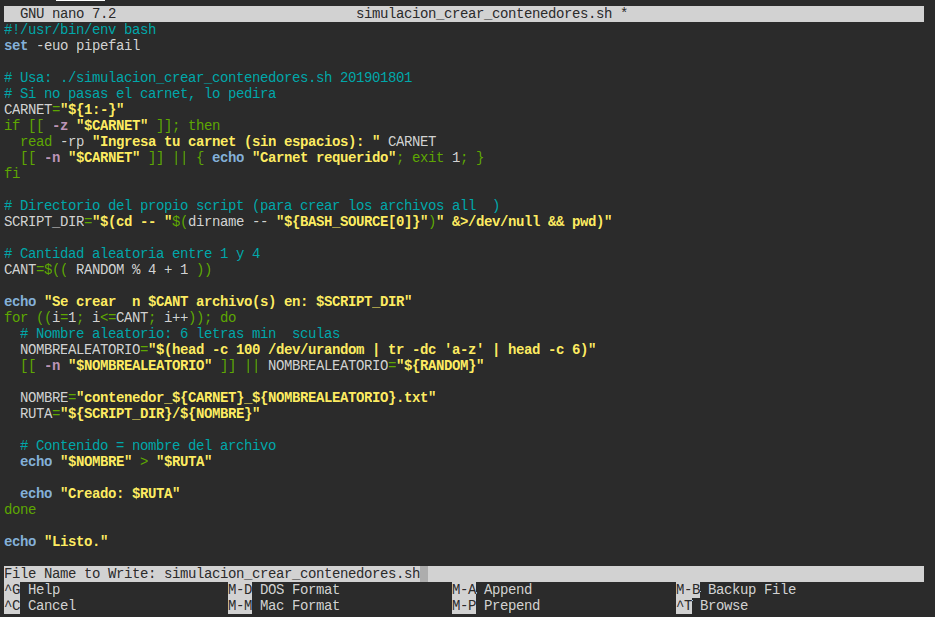 GNU nano 7.2 simulacion_crear_contenedores.sh *
#!/usr/bin/env bash
set -euo pipefail

# Usa: ./simulacion_crear_contenedores.sh 201901801
# Si no pasas el carnet, lo pedira
CARNET="${1:-}"
if [[ -z "$CARNET" ]]; then
  read -rp "Ingresa tu carnet (sin espacios): " CARNET
  [[ -n "$CARNET" ]] || { echo "Carnet requerido"; exit 1; }
fi

# Directorio del propio script (para crear los archivos all  )
SCRIPT_DIR="$(cd -- "$(dirname -- "${BASH_SOURCE[0]}")" &>/dev/null && pwd)"

# Cantidad aleatoria entre 1 y 4
CANT=$(( RANDOM % 4 + 1 ))

echo "Se crear  n $CANT archivo(s) en: $SCRIPT_DIR"
for ((i=1; i<=CANT; i++)); do
  # Nombre aleatorio: 6 letras min  sculas
  NOMBREALEATORIO="$(head -c 100 /dev/urandom | tr -dc 'a-z' | head -c 6)"
  [[ -n "$NOMBREALEATORIO" ]] || NOMBREALEATORIO="${RANDOM}"

  NOMBRE="contenedor_${CARNET}_${NOMBREALEATORIO}.txt"
  RUTA="${SCRIPT_DIR}/${NOMBRE}"

  # Contenido = nombre del archivo
  echo "$NOMBRE" > "$RUTA"

  echo "Creado: $RUTA"
done

echo "Listo."

File Name to Write: simulacion_crear_contenedores.sh
^G Help M-D DOS Format M-A Append M-B Backup File
^C Cancel M-M Mac Format M-P Prepend ^T Browse